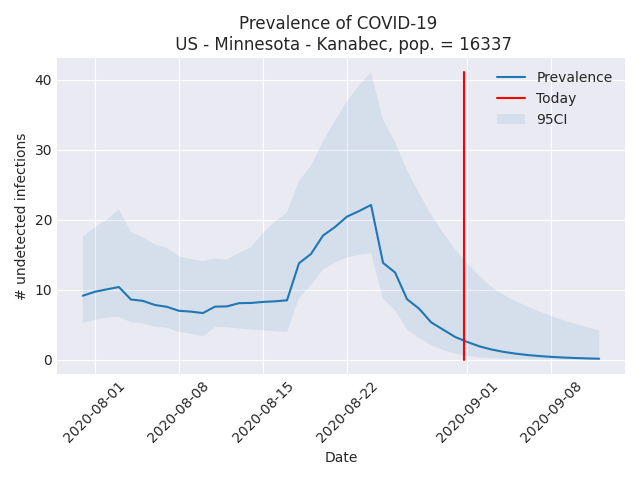 Prevalence of COVID-19
US - Minnesota - Kanabec, pop. = 16337
# undetected infections
40
30
20
10
0
Prevalence
Today
95CI
2020-08-01
2020-08-08
2020-08-15
2020-08-22
2020-09-01
2020-09-08
Date